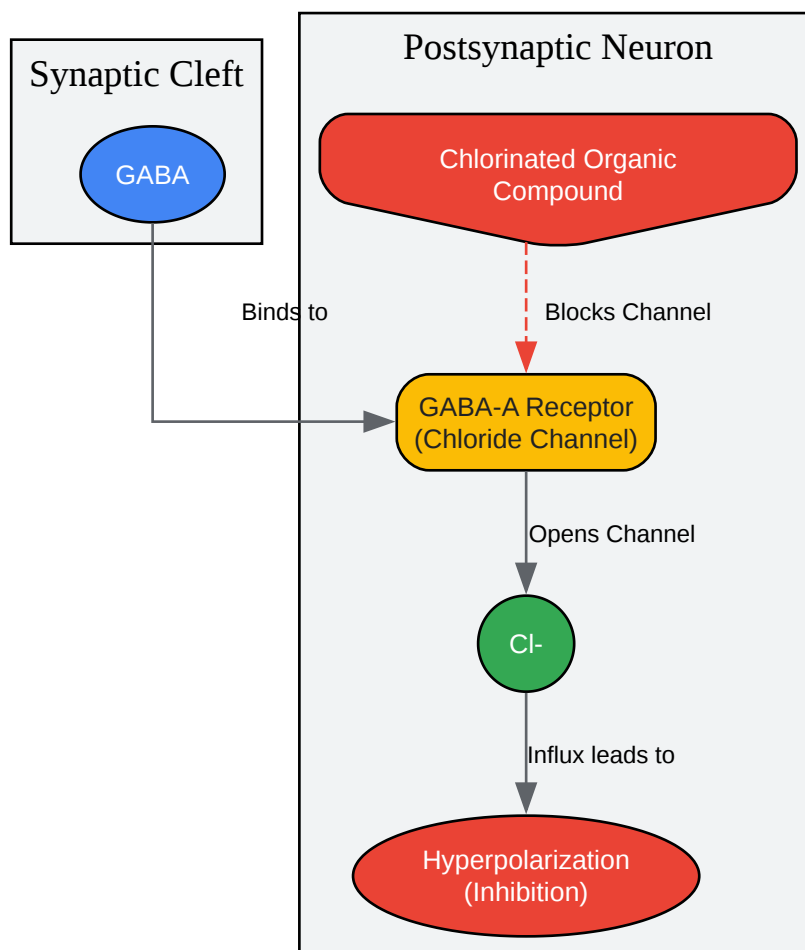 Postsynaptic Neuron
Synaptic Cleft
GABA
Chlorinated Organic
Compound
Binds to
Blocks Channel
GABA-A Receptor
(Chloride Channel)
Opens Channel
Cl-
Influx leads to
Hyperpolarization
(Inhibition)